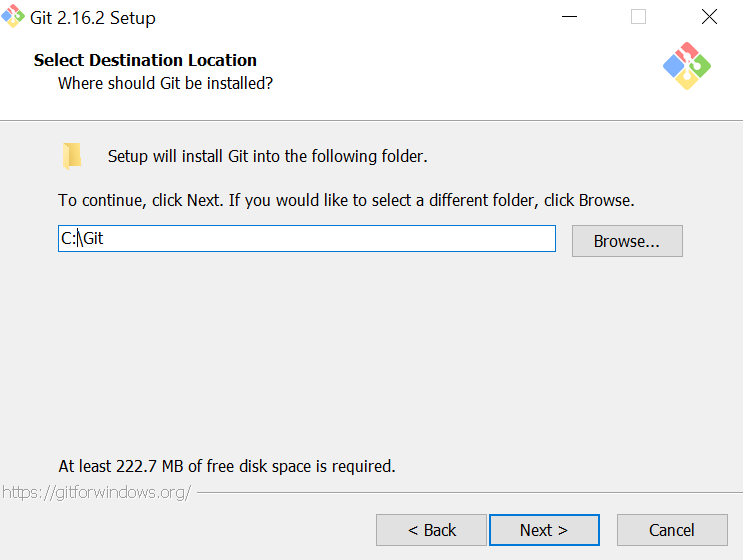 Git 2.16.2 Setup
Select Destination Location
Where should Git be installed?
Setup will install Git into the following folder.
To continue, click Next. If you would like to select a different folder, click Browse.
C:\Git
Browse...
At least 222.7 MB of free disk space is required.
https://gitforwindows.org/
< Back
Next >
Cancel